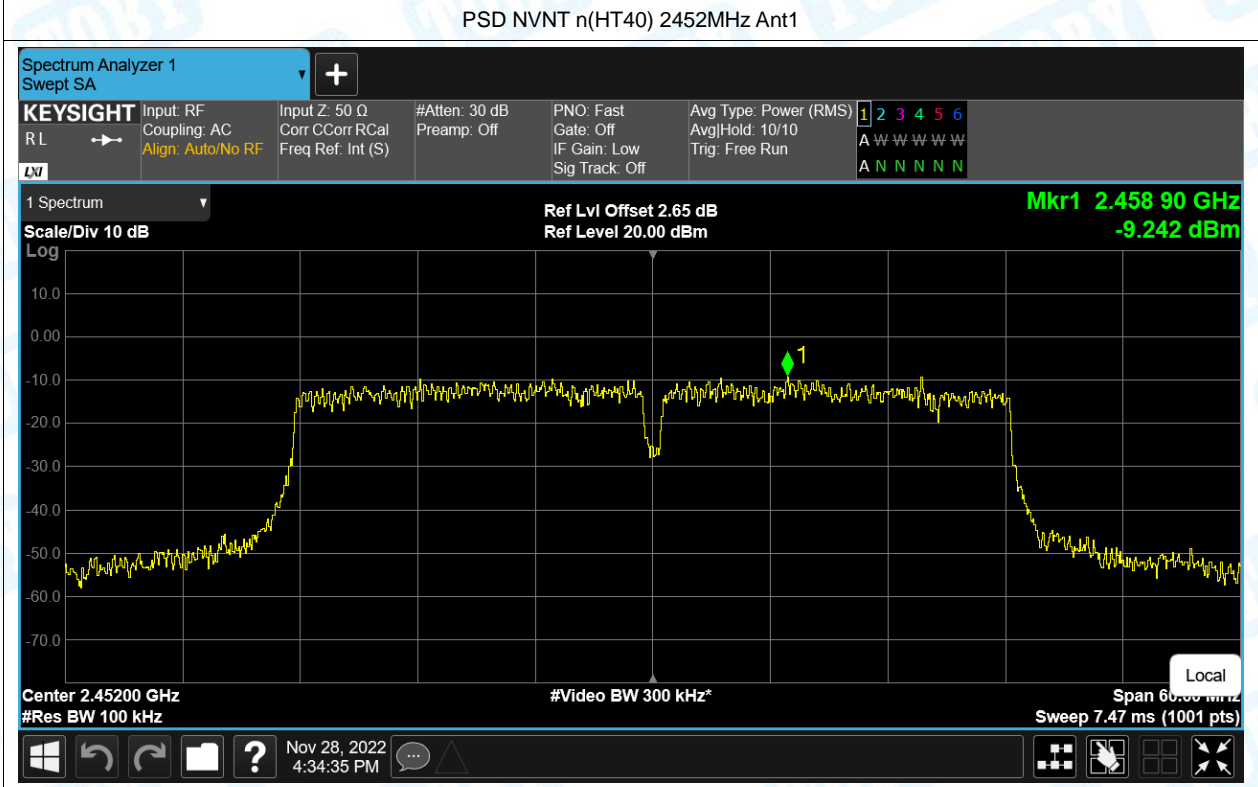 PSD NVNT n(HT40) 2452MHz Ant1
Spectrum Analyzer 1
Swept SA
KEYSIGHT
RL
LXI
Input: RF
Coupling: AC
Align: Auto/No RF
Input Z: 50 Ω
Corr CCorr RCal
Freq Ref: Int (S)
#Atten: 30 dB
Preamp: Off
PNO: Fast
Gate: Off
IF Gain: Low
Sig Track: Off
Avg Type: Power (RMS)
Avg|Hold: 10/10
Trig: Free Run
1 2 3 4 5 6
A W W W W W
A N N N N N
1 Spectrum
Scale/Div 10 dB
Log
Ref Lvl Offset 2.65 dB
Ref Level 20.00 dBm
Mkr1 2.458 90 GHz
-9.242 dBm
10.0
0.00
-10.0
-20.0
-30.0
-40.0
-50.0
-60.0
-70.0
1
Local
Center 2.45200 GHz
#Video BW 300 kHz*
Span 60.00 MHz
#Res BW 100 kHz
Sweep 7.47 ms (1001 pts)
?
Nov 28, 2022
4:34:35 PM